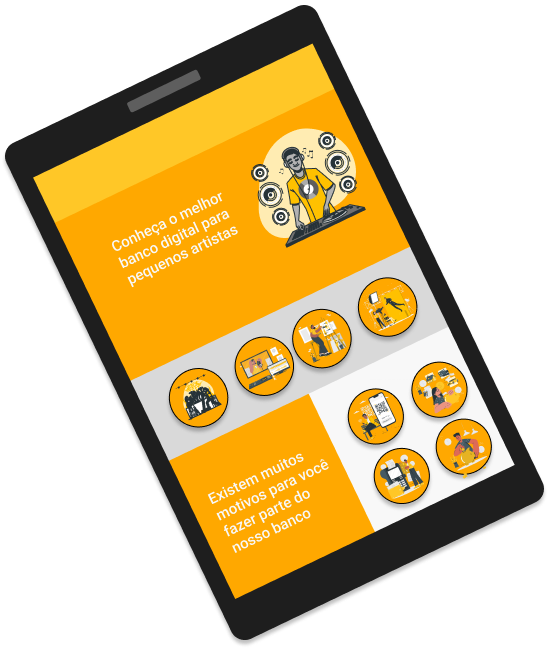 Conheça o melhor
banco digital para
pequenos artistas
Existem muitos
motivos para você
fazer parte do
nosso banco